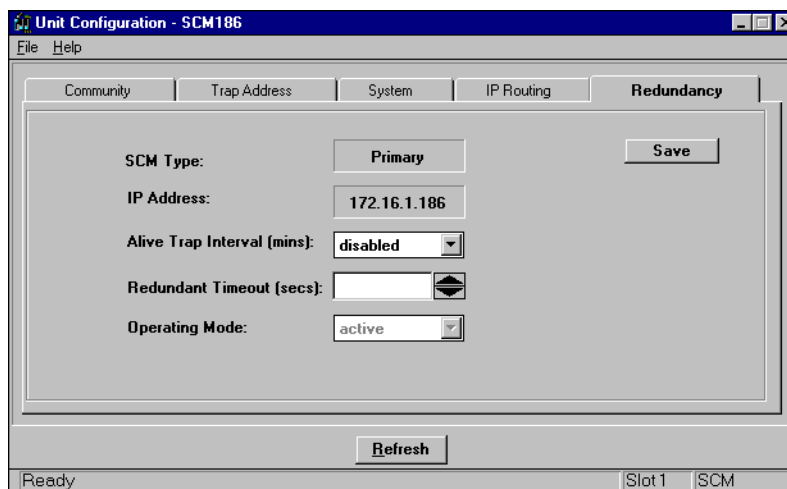 Unit Configuration - SCM186
File Help
Community Trap Address System IP Routing Redundancy
SCM Type: Primary Save
IP Address: 172.16.1.186
Alive Trap Interval (mins): disabled
Redundant Timeout (secs):
Operating Mode: active
Refresh
Ready Slot 1 SCM